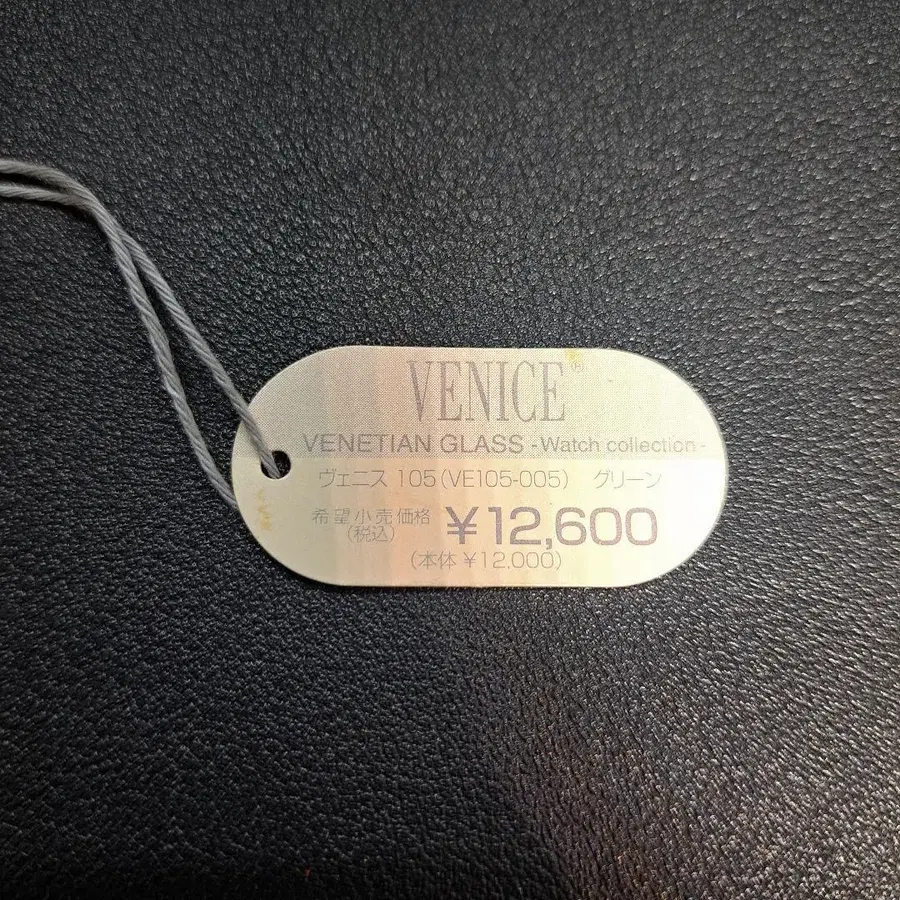 VENICE®
VENETIAN GLASS -Watch collection-
ヴェニス 105(VE105-005) グリーン
希望小売価格 ¥12,600
(税込)
(本体 ¥12,000)